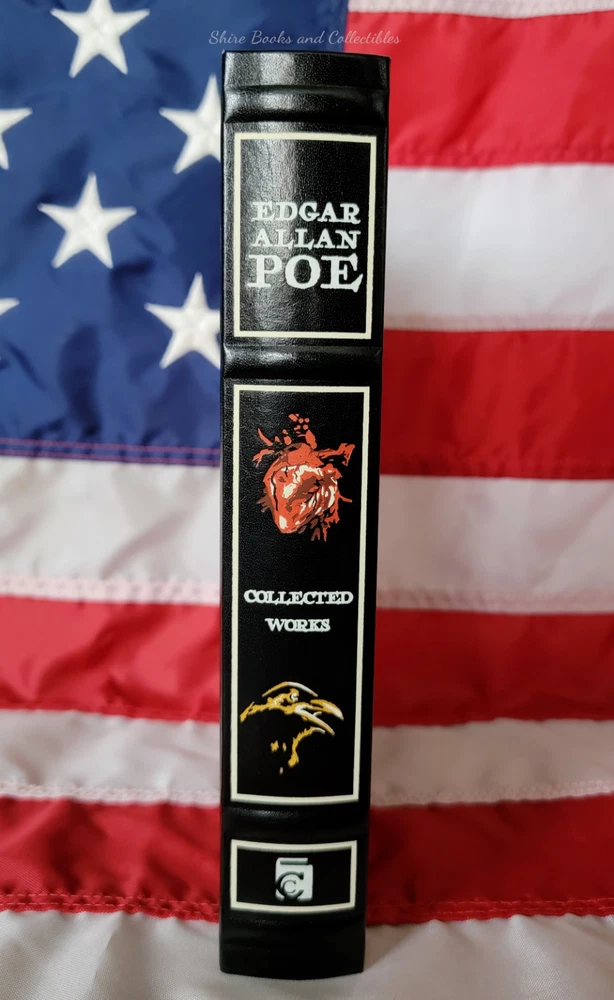 Shire Books and Collectibles
EDGAR
ALLAN
POE
COLLECTED
WORKS
C